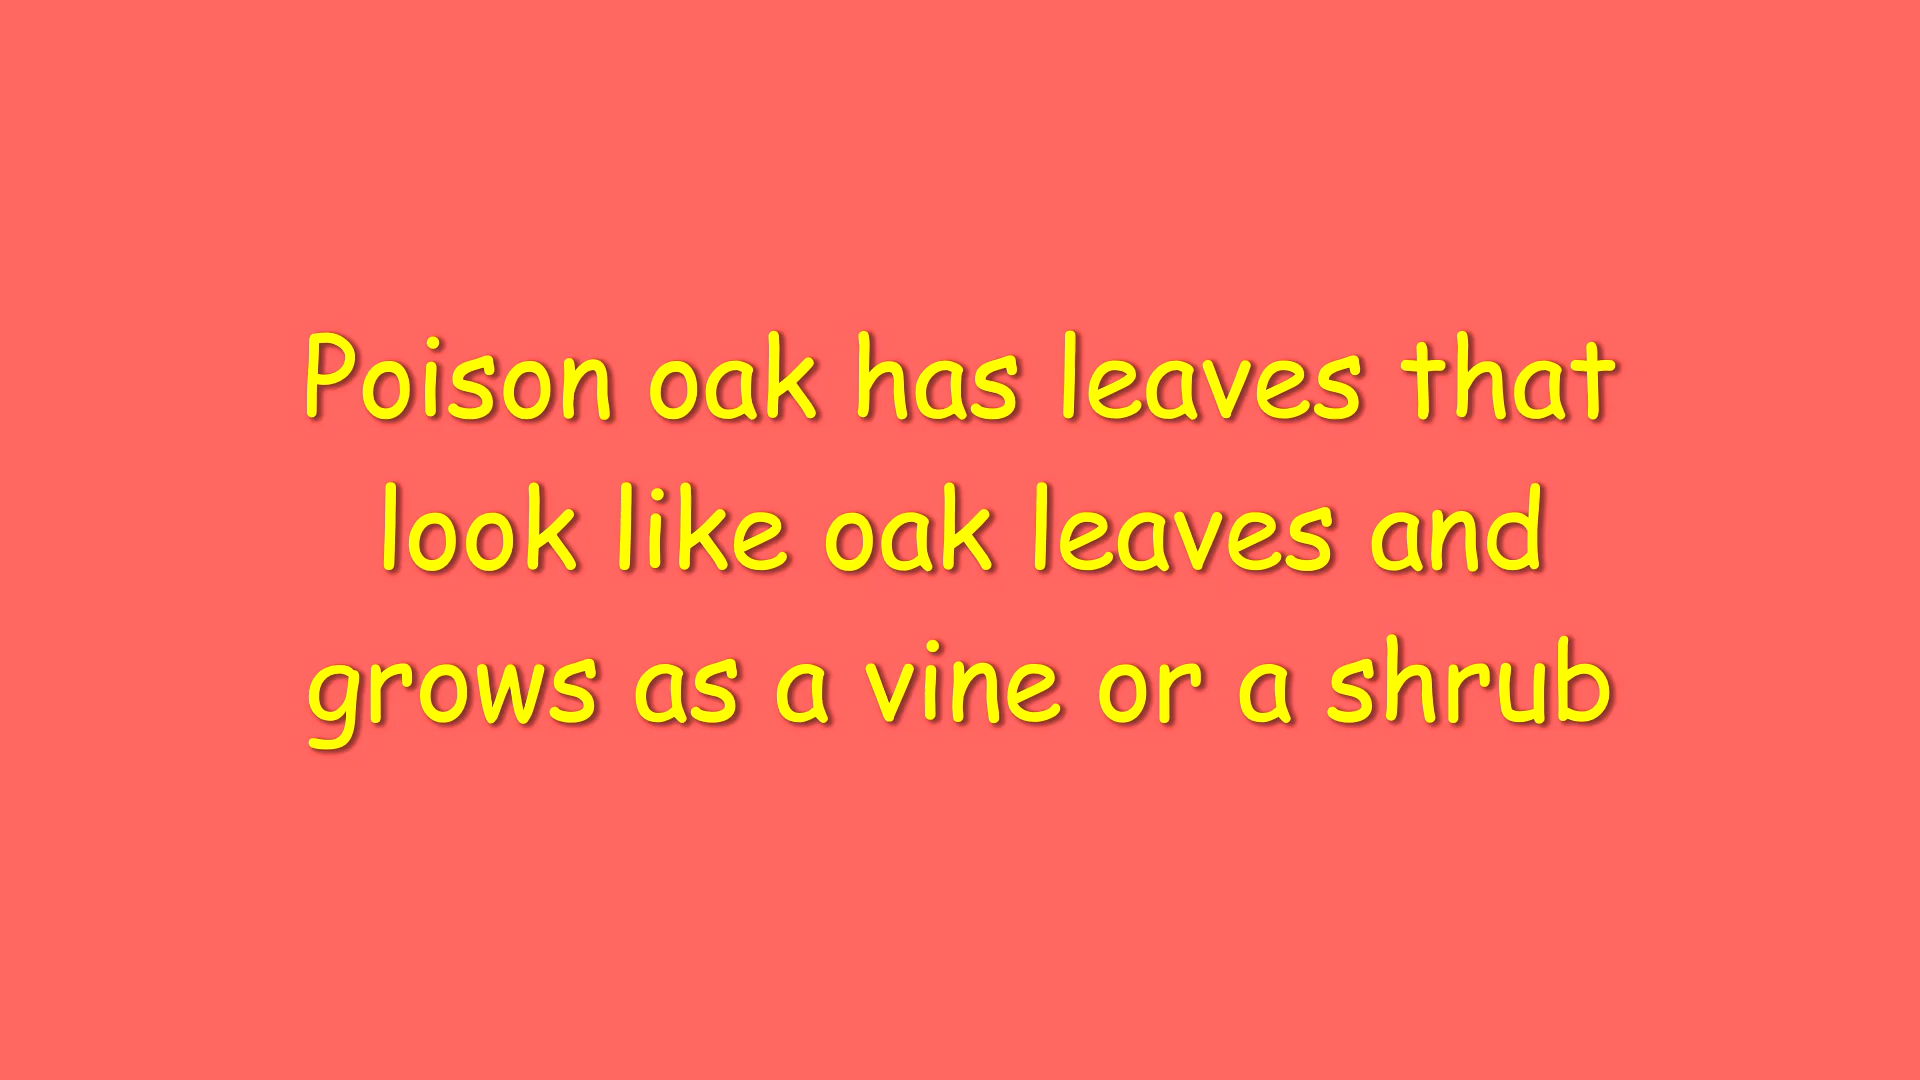 Poison oak has leaves that
look like oak leaves and
grows as a vine or a shrub